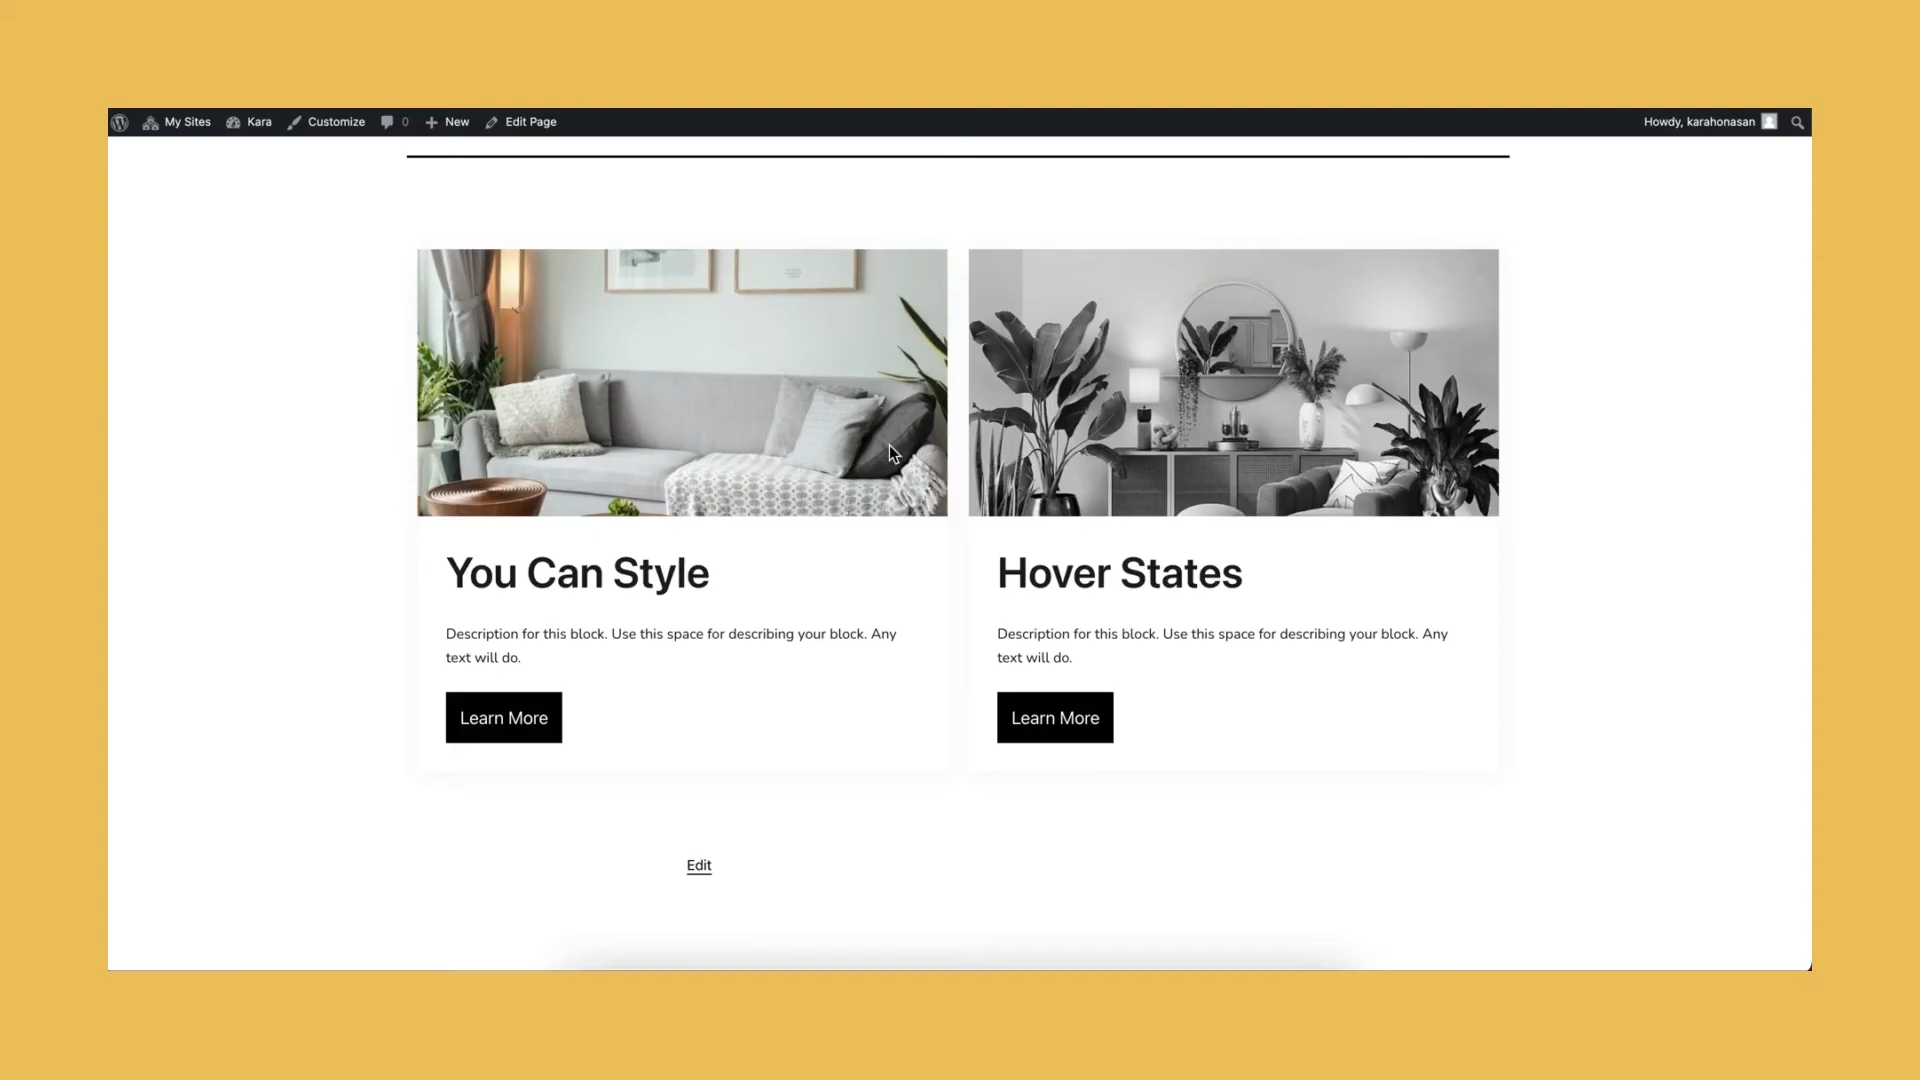 My Sites Kara Customize 0 New Edit Page Howdy, karahonasan
You Can Style
Description for this block. Use this space for describing your block. Any
text will do.
Learn More
Hover States
Description for this block. Use this space for describing your block. Any
text will do.
Learn More
Edit